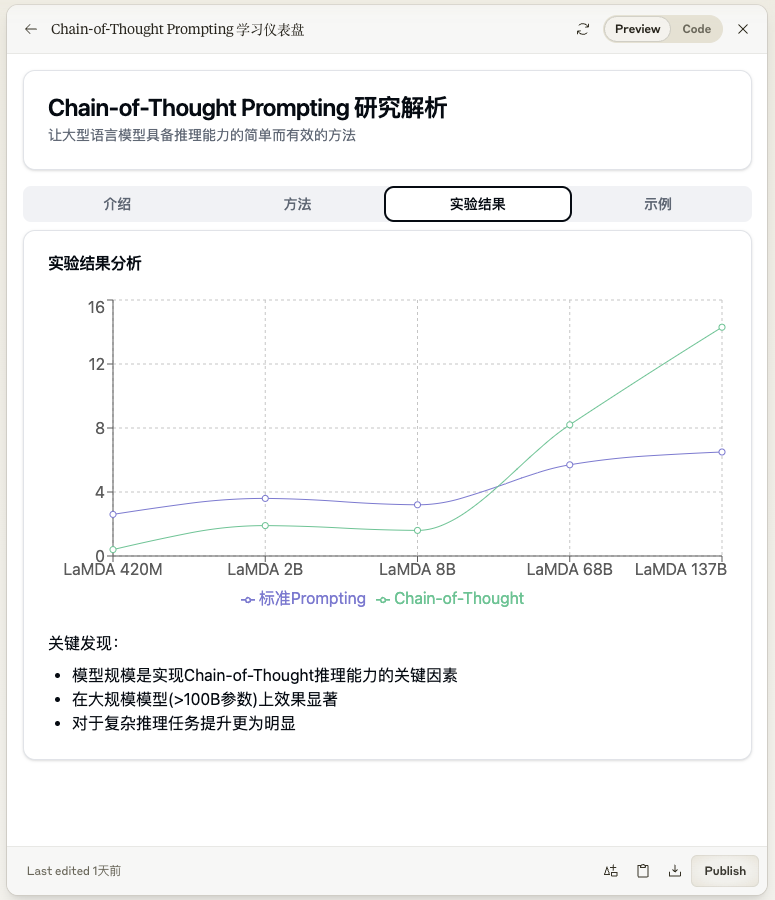 Chain-of-Thought Prompting 学习仪表盘
Preview
Code
Chain-of-Thought Prompting 研究解析
让大型语言模型具备推理能力的简单而有效的方法
介绍
方法
实验结果
示例
实验结果分析
16
12
8
4
0
LaMDA 420M
LaMDA 2B
LaMDA 8B
LaMDA 68B
LaMDA 137B
标准Prompting
Chain-of-Thought
关键发现：
• 模型规模是实现Chain-of-Thought推理能力的关键因素
• 在大规模模型(>100B参数)上效果显著
• 对于复杂推理任务提升更为明显
Last edited 1天前
Publish